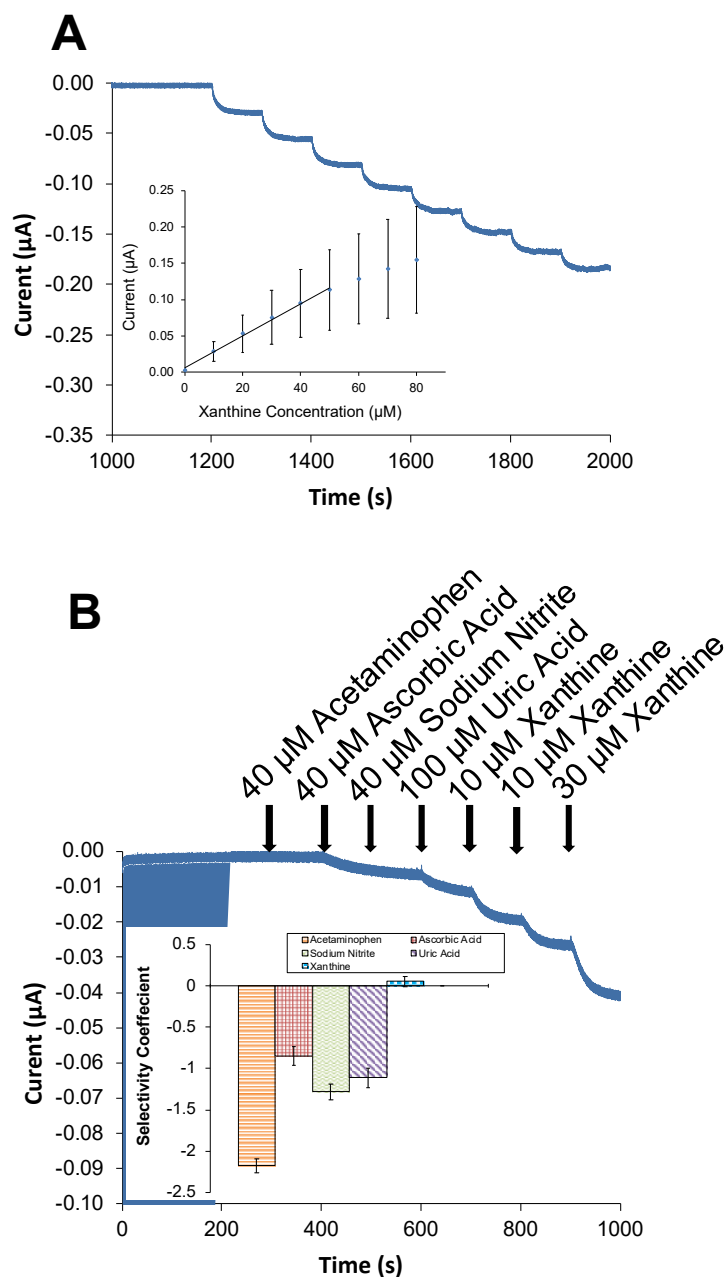 A
0.00
-0.05
-0.10
-0.15
-0.20
-0.25
-0.30
-0.35
Curent (µA)
1000 1200 1400 1600 1800 2000
Time (s)
0.25
0.20
0.15
0.10
0.05
0.00
Current (µA)
0 20 40 60 80
Xanthine Concentration (µM)
B
40 µM Acetaminophen
40 µM Ascorbic Acid
40 µM Sodium Nitrite
100 µM Uric Acid
10 µM Xanthine
10 µM Xanthine
30 µM Xanthine
0.00
-0.01
-0.02
-0.03
-0.04
-0.05
-0.06
-0.07
-0.08
-0.09
-0.10
Curent (µA)
0 200 400 600 800 1000
Time (s)
0.5
0
-0.5
-1
-1.5
-2
-2.5
Selectivity Coeffecient
Acetaminophen Ascorbic Acid
Sodium Nitrite Uric Acid
Xanthine